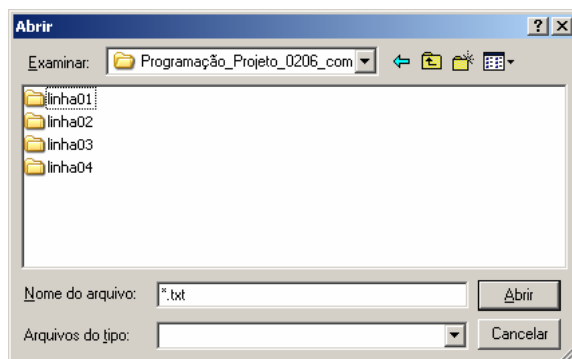 Abrir
Examinar: Programação_Projeto_0206_com
linha01
linha02
linha03
linha04
Nome do arquivo: *.txt Abrir
Arquivos do tipo: Cancelar